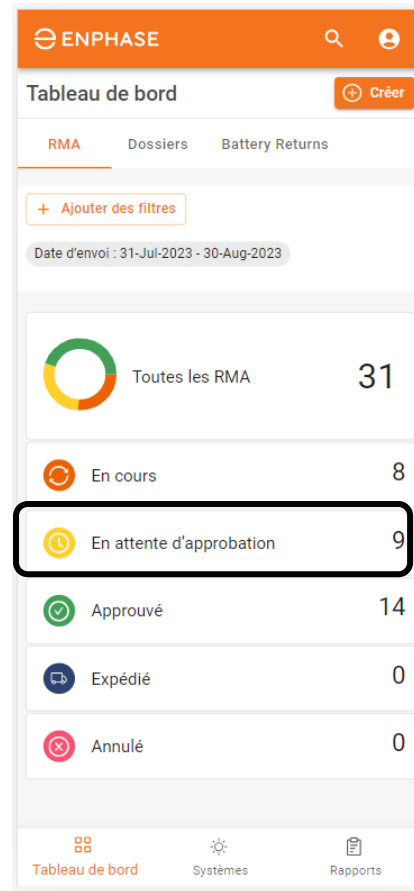 ENPHASE
Tableau de bord
Créer
RMA Dossiers Battery Returns
+ Ajouter des filtres
Date d'envoi : 31-Jul-2023 - 30-Aug-2023
Toutes les RMA 31
En cours 8
En attente d'approbation 9
Approuvé 14
Expédié 0
Annulé 0
Tableau de bord Systèmes Rapports